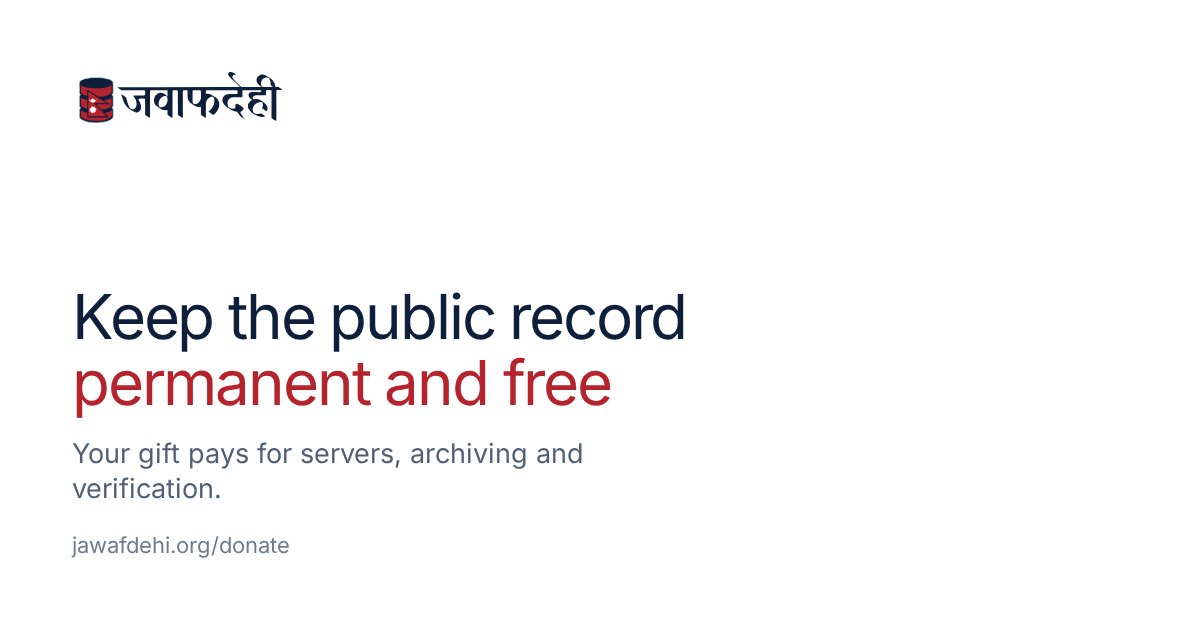 जवाफदेही
Keep the public record
permanent and free
Your gift pays for servers, archiving and
verification.
jawafdehi.org/donate